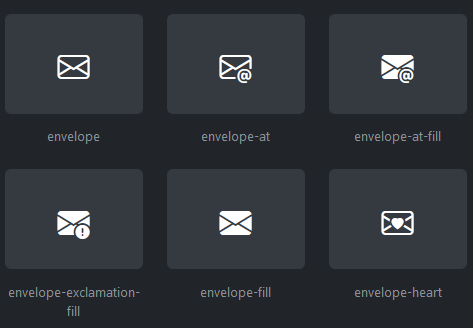 envelope
envelope-at
envelope-at-fill
envelope-exclamation-
fill
envelope-fill
envelope-heart